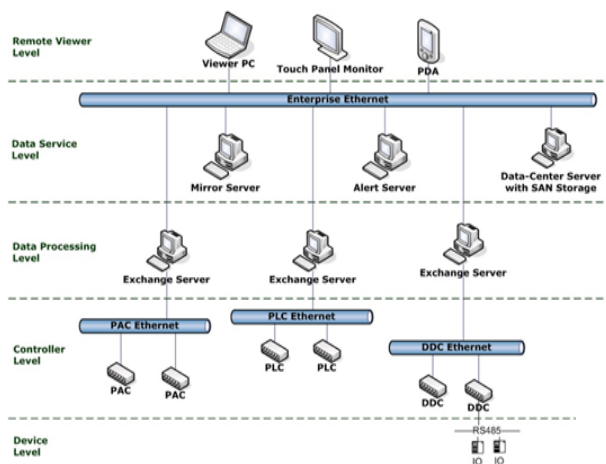 Remote Viewer
Level
Viewer PC
Touch Panel Monitor
PDA
Enterprise Ethernet
Data Service
Level
Mirror Server
Alert Server
Data-Center Server
with SAN Storage
Data Processing
Level
Exchange Server
Exchange Server
Exchange Server
PAC Ethernet
PLC Ethernet
DDC Ethernet
Controller
Level
PAC
PAC
PLC
PLC
DDC
DDC
Device
Level
RS485
IO
IO